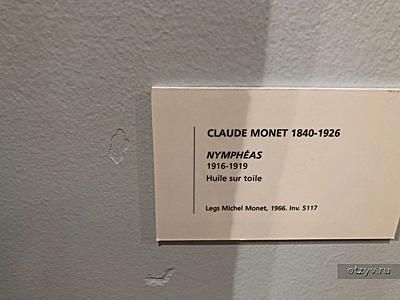 CLAUDE MONET 1840-1926
NYMPHÉAS
1916-1919
Huile sur toile
Legs Michel Monet, 1966. Inv. 5117
otzyv.ru